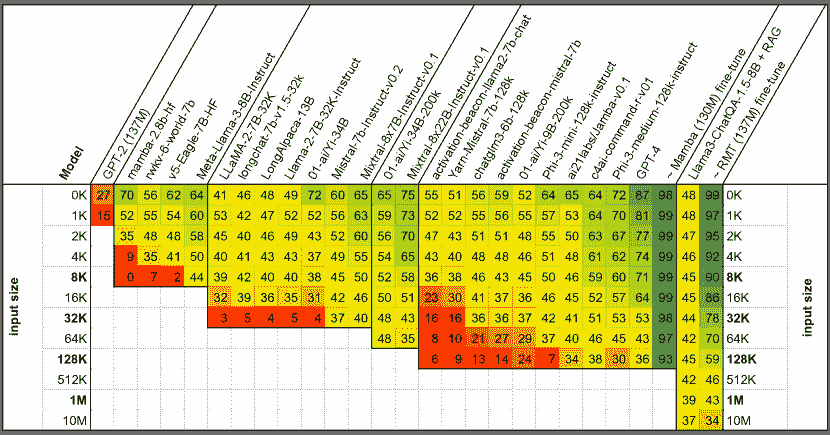 Model
GPT-2 (137M)
mamba-2.8b-hf
rwkv-6-world-7b
v5-Eagle-7B-HF
Meta-Llama-3-8B-Instruct
LLaMA-2-7B-32K
longchat-7b-v1.5-32k
LongAlpaca-13B
Llama-2-7B-32K-Instruct
01-ai/Yi-34B
Mistral-7b-Instruct-v0.2
Mixtral-8x7B-Instruct-v0.1
01-ai/Yi-34B-200k
Mixtral-8x22B-Instruct-v0.1
activation-beacon-llama2-7b-chat
Yarn-Mistral-7b-128k
chatglm3-6b-128k
activation-beacon-mistral-7b
01-ai/Yi-9B-200k
Phi-3-mini-128k-instruct
ai21labs/Jamba-v0.1
c4ai-command-r-v01
Phi-3-medium-128k-instruct
GPT-4
~ Mamba (130M) fine-tune
Llama3-ChatQA-1.5-8B + RAG
~ RMT (137M) fine-tune
input size
0K 27 70 56 62 64 41 46 48 49 72 60 65 65 75 55 51 56 57 52 64 65 64 72 87 98 48 99 0K
1K 15 52 55 54 60 53 42 47 52 52 56 63 59 73 52 52 55 56 55 57 53 64 70 81 99 48 97 1K
2K 35 48 48 58 45 40 46 49 43 52 60 56 70 47 43 51 51 48 55 50 63 67 77 99 47 95 2K
4K 9 35 41 50 40 41 43 43 37 49 55 54 65 43 40 48 48 46 51 48 61 63 74 99 46 92 4K
8K 0 7 2 44 39 42 40 40 38 45 50 52 58 36 38 46 43 45 50 46 59 60 71 99 45 90 8K
16K 32 39 36 35 31 42 46 50 51 23 30 41 37 36 46 45 52 57 64 99 45 86 16K
32K 3 5 4 5 4 37 40 48 43 16 16 36 36 37 42 41 51 53 53 98 44 78 32K
64K 48 35 8 10 21 27 29 37 40 46 45 43 97 42 70 64K
128K 6 9 13 14 24 7 34 38 30 36 93 45 59 128K
512K 42 46 512K
1M 39 43 1M
10M 37 34 10M
input size